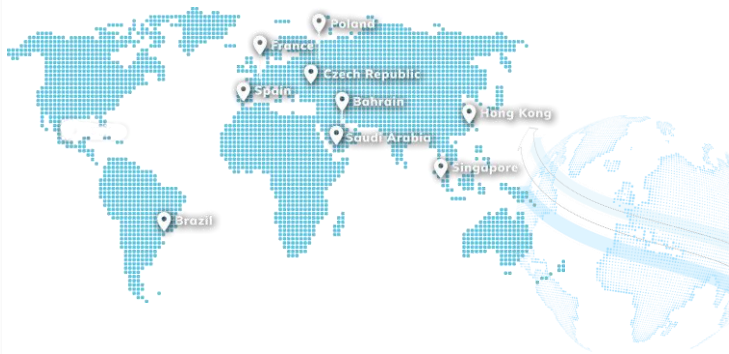 Poland
France
Czech Republic
Spain
Bahrain
Hong Kong
Saudi Arabia
Singapore
Brazil